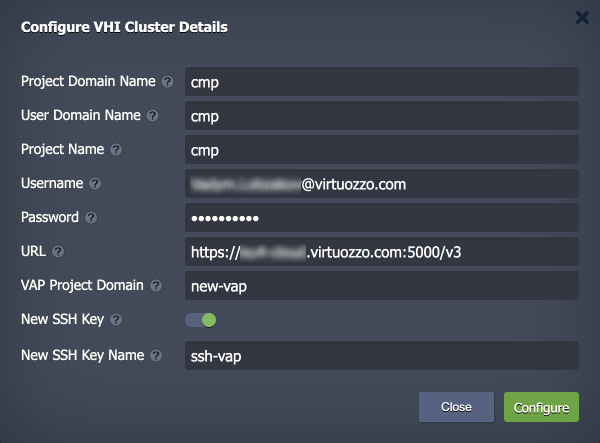 Configure VHI Cluster Details
Project Domain Name ? cmp
User Domain Name ? cmp
Project Name ? cmp
Username ? @virtuozzo.com
Password ? ••••••••••
URL ? https:// .virtuozzo.com:5000/v3
VAP Project Domain ? new-vap
New SSH Key ?
New SSH Key Name ? ssh-vap
Close Configure